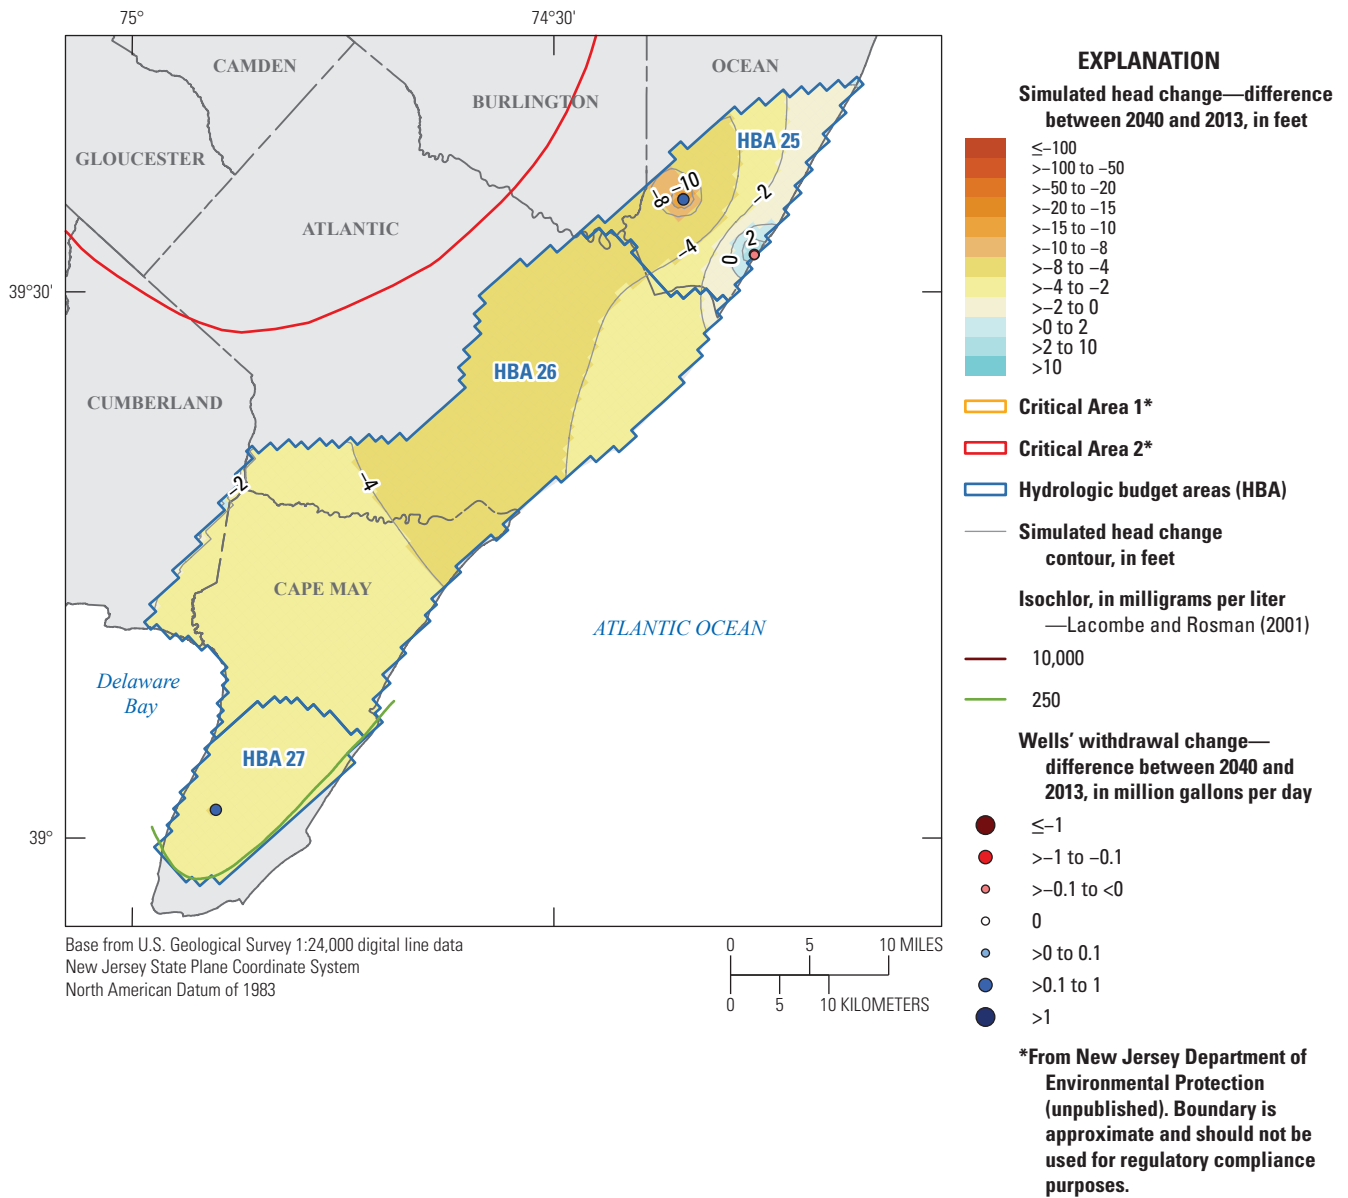 75°
74°30'
CAMDEN
OCEAN
BURLINGTON
HBA 25
GLOUCESTER
−10
−8
−2
ATLANTIC
2
−4
0
39°30'
HBA 26
CUMBERLAND
−2
−4
CAPE MAY
ATLANTIC OCEAN
Delaware
Bay
HBA 27
39°
Base from U.S. Geological Survey 1:24,000 digital line data
New Jersey State Plane Coordinate System
North American Datum of 1983
0 5 10 MILES
0 5 10 KILOMETERS
EXPLANATION
Simulated head change—difference
between 2040 and 2013, in feet
≤−100
>−100 to −50
>−50 to −20
>−20 to −15
>−15 to −10
>−10 to −8
>−8 to −4
>−4 to −2
>−2 to 0
>0 to 2
>2 to 10
>10
Critical Area 1*
Critical Area 2*
Hydrologic budget areas (HBA)
Simulated head change
contour, in feet
Isochlor, in milligrams per liter
—Lacombe and Rosman (2001)
10,000
250
Wells' withdrawal change—
difference between 2040 and
2013, in million gallons per day
≤−1
>−1 to −0.1
>−0.1 to <0
0
>0 to 0.1
>0.1 to 1
>1
*From New Jersey Department of
Environmental Protection
(unpublished). Boundary is
approximate and should not be
used for regulatory compliance
purposes.